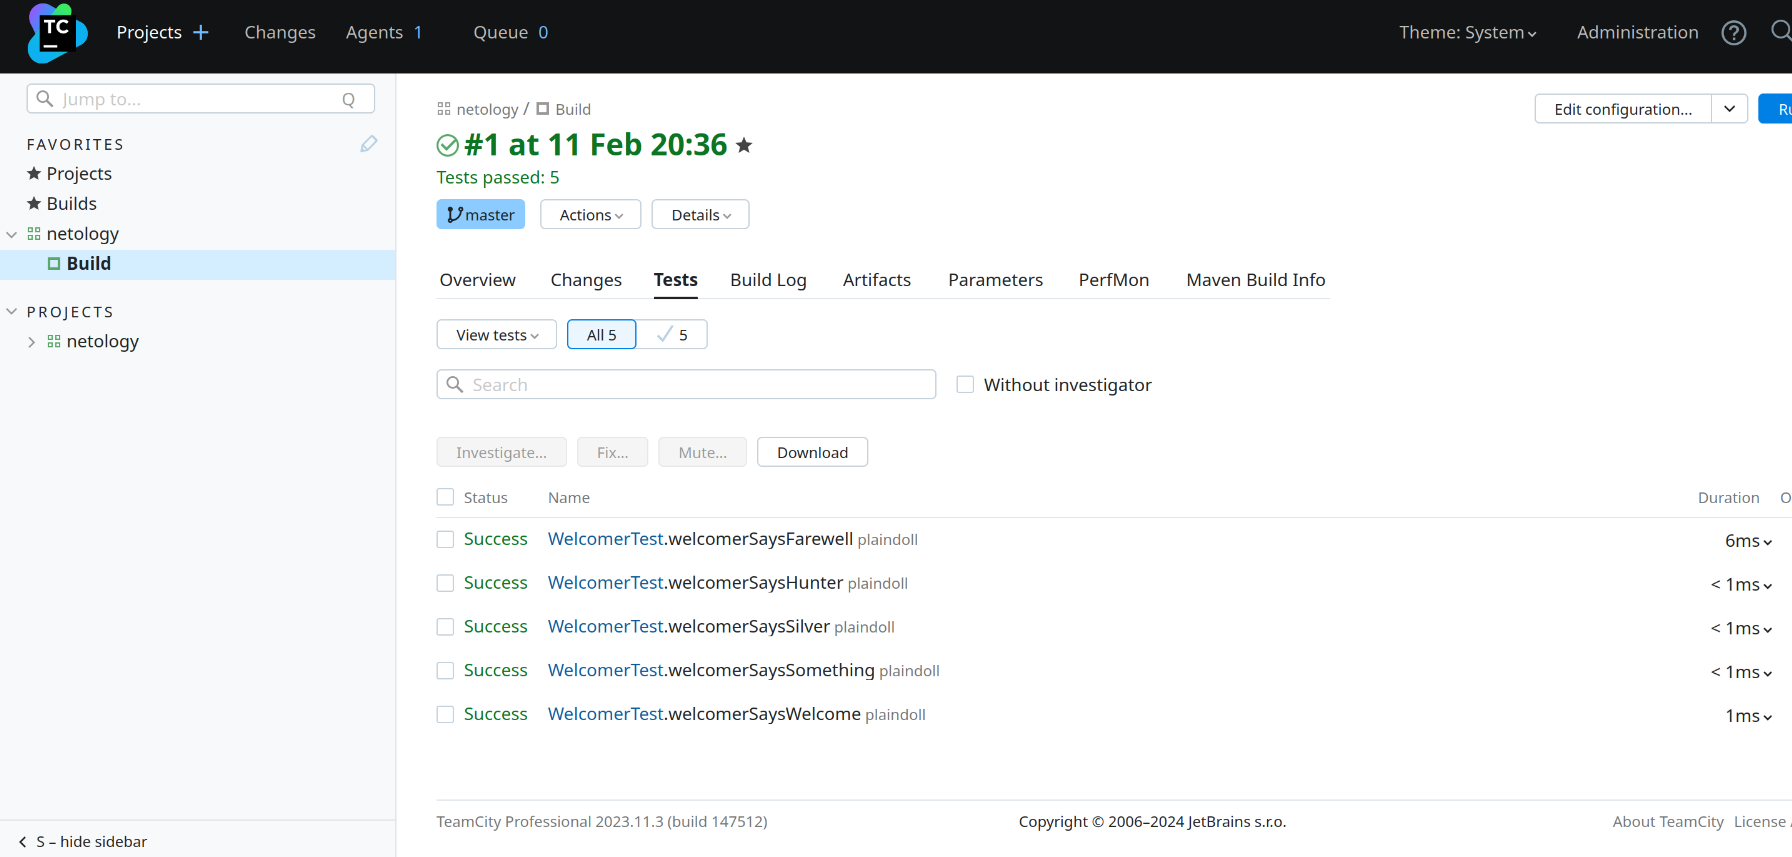 TC
Projects + Changes Agents 1 Queue 0 Theme: System Administration ?
Jump to... Q
FAVORITES
Projects
Builds
netology
Build
PROJECTS
netology
S – hide sidebar
netology / Build
Edit configuration...
#1 at 11 Feb 20:36
Tests passed: 5
master Actions Details
Overview Changes Tests Build Log Artifacts Parameters PerfMon Maven Build Info
View tests All 5 5
Search Without investigator
Investigate... Fix... Mute... Download
Status Name Duration
Success WelcomerTest.welcomerSaysFarewell plaindoll 6ms
Success WelcomerTest.welcomerSaysHunter plaindoll < 1ms
Success WelcomerTest.welcomerSaysSilver plaindoll < 1ms
Success WelcomerTest.welcomerSaysSomething plaindoll < 1ms
Success WelcomerTest.welcomerSaysWelcome plaindoll 1ms
TeamCity Professional 2023.11.3 (build 147512) Copyright © 2006–2024 JetBrains s.r.o. About TeamCity License